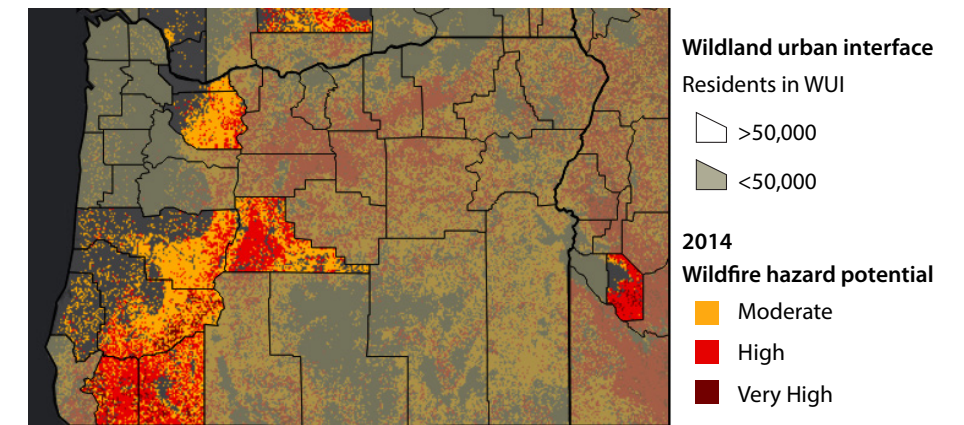 Wildland urban interface
Residents in WUI
>50,000
<50,000
2014
Wildfire hazard potential
Moderate
High
Very High